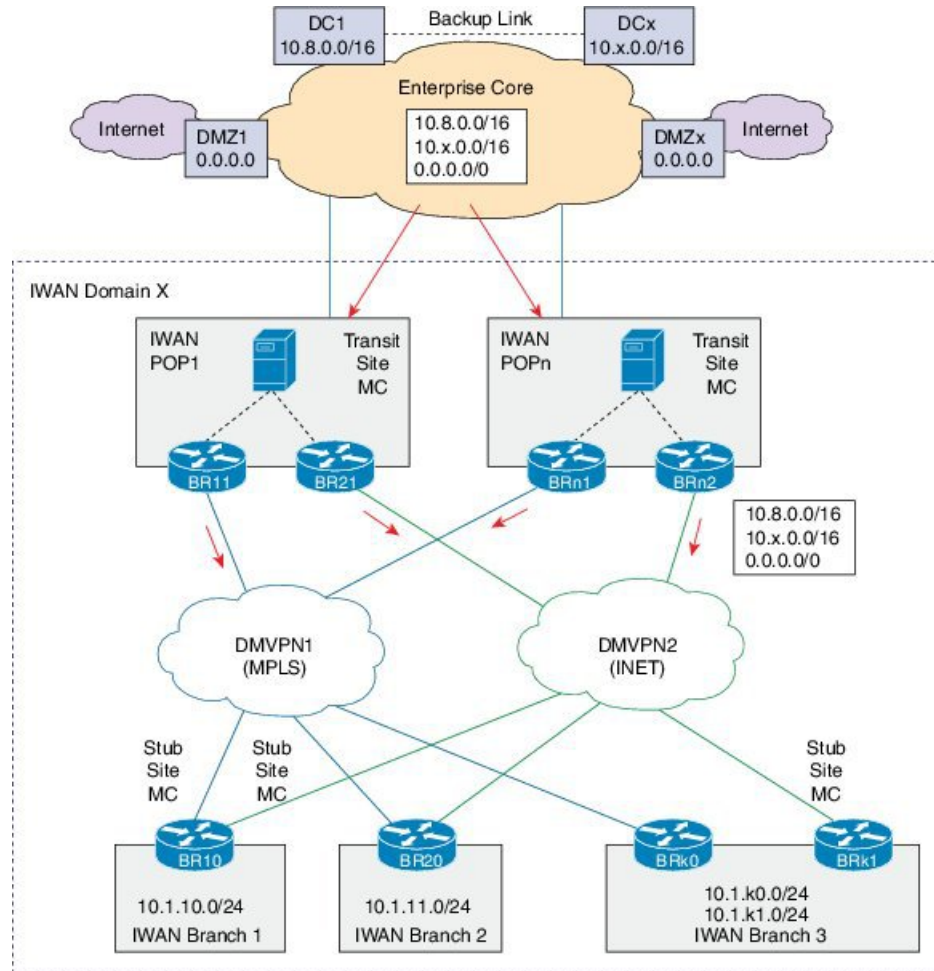 DC1
10.8.0.0/16
Backup Link
DCx
10.x.0.0/16
Enterprise Core
10.8.0.0/16
10.x.0.0/16
0.0.0.0/0
Internet
DMZ1
0.0.0.0
DMZx
0.0.0.0
Internet
IWAN Domain X
IWAN
POP1
Transit
Site
MC
BR11
BR21
IWAN
POPn
Transit
Site
MC
BRn1
BRn2
10.8.0.0/16
10.x.0.0/16
0.0.0.0/0
DMVPN1
(MPLS)
DMVPN2
(INET)
Stub
Site
MC
Stub
Site
MC
Stub
Site
MC
BR10
10.1.10.0/24
IWAN Branch 1
BR20
10.1.11.0/24
IWAN Branch 2
BRk0
BRk1
10.1.k0.0/24
10.1.k1.0/24
IWAN Branch 3